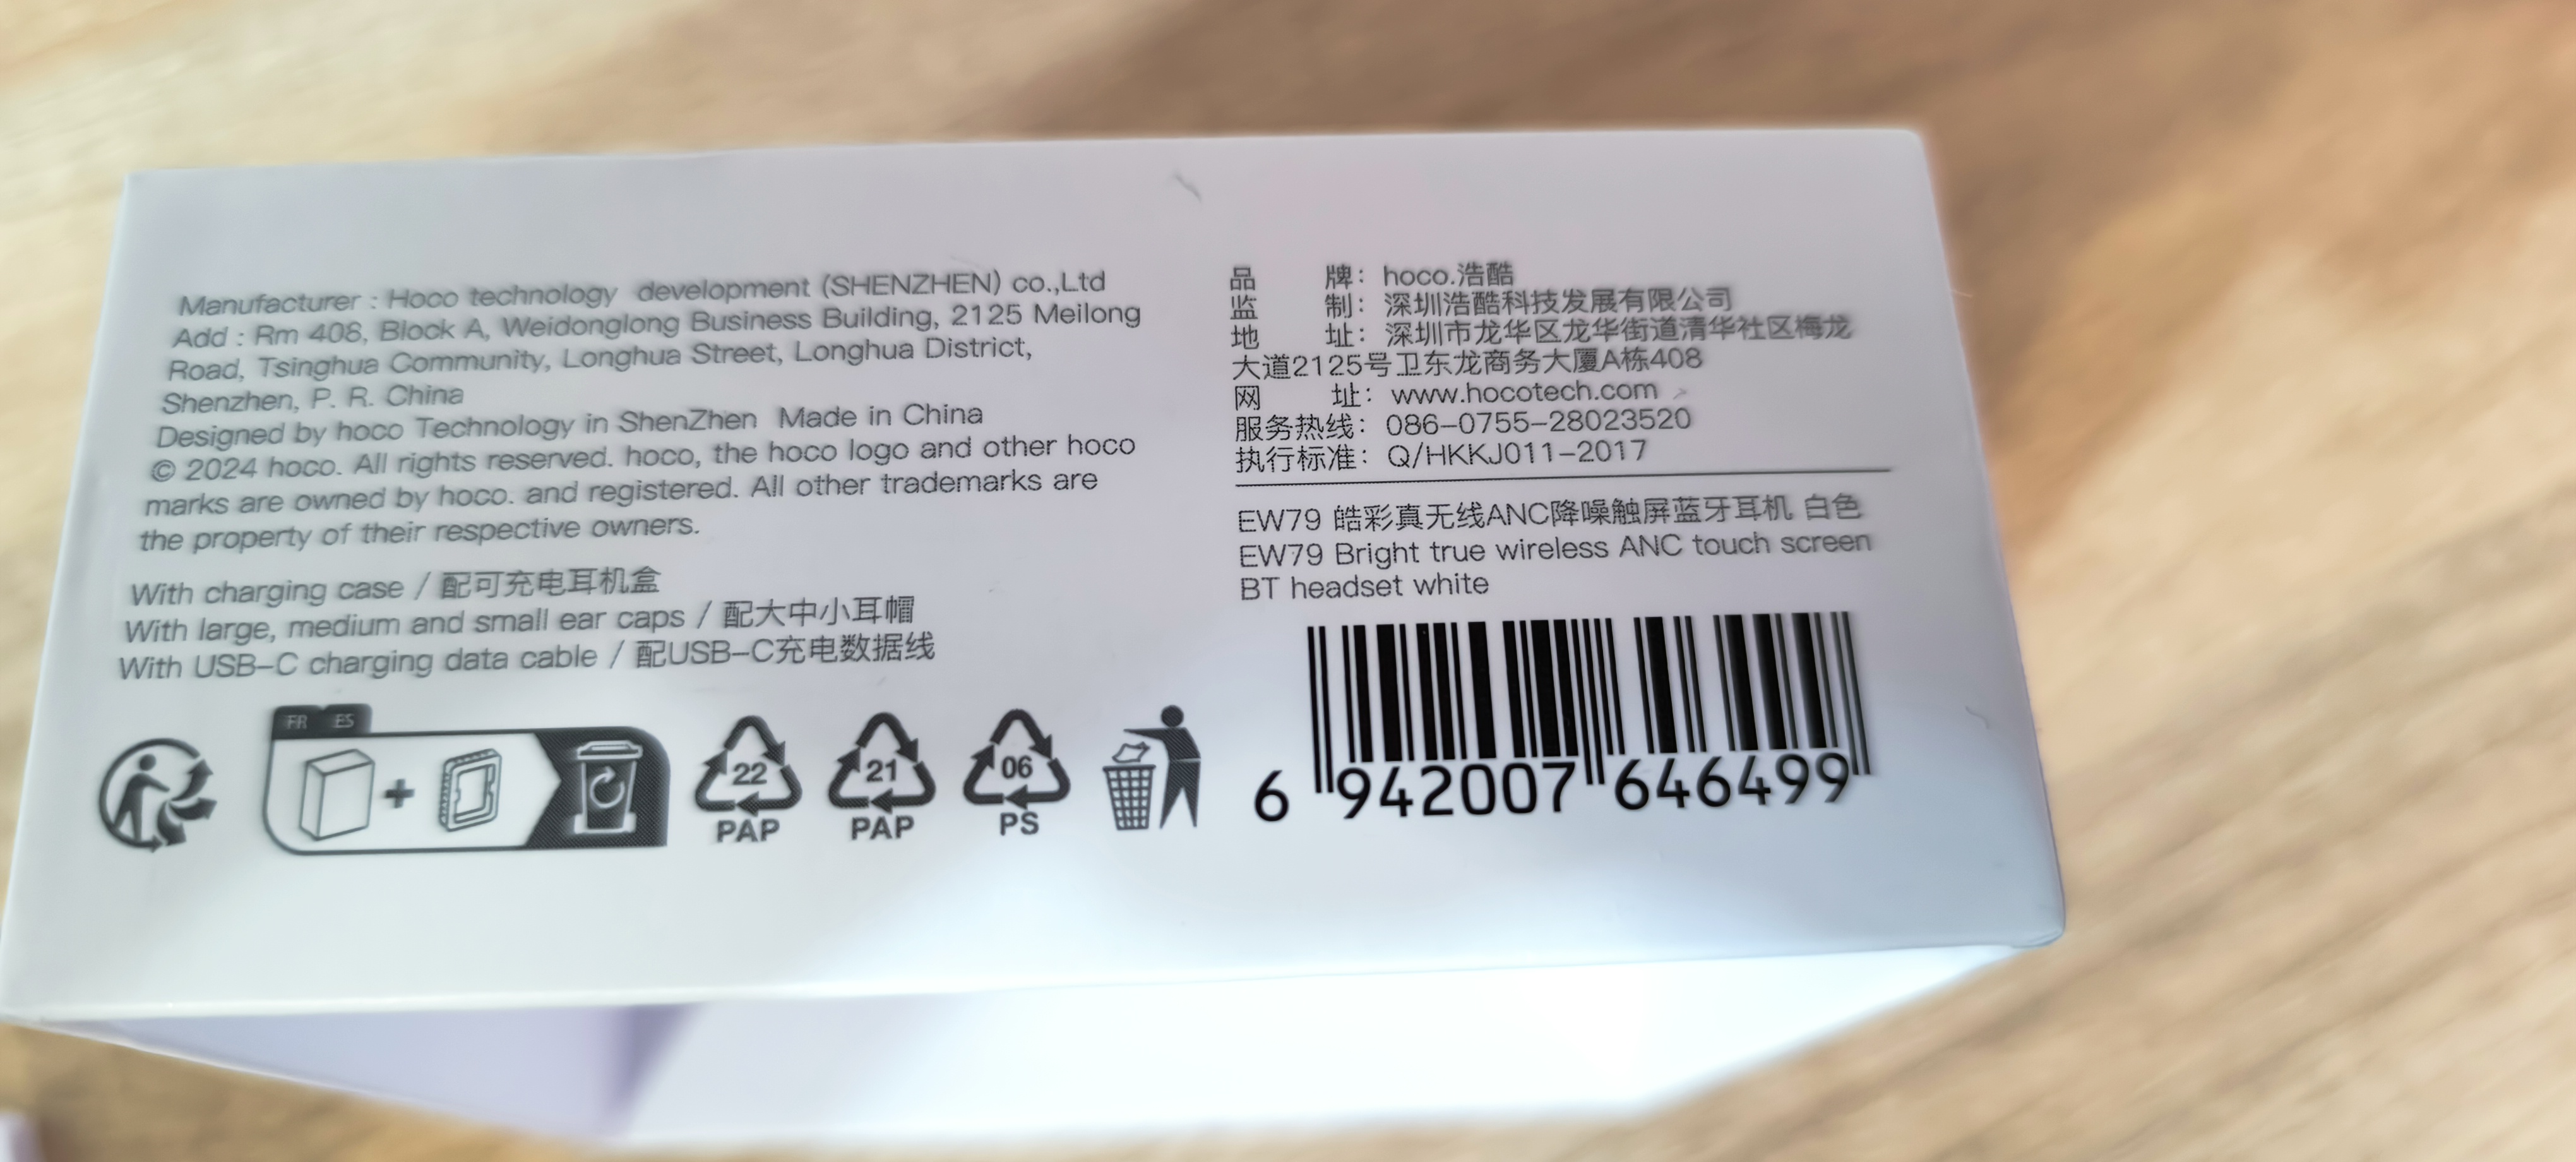 Manufacturer : Hoco technology development (SHENZHEN) co.,Ltd
Add : Rm 408, Block A, Weidonglong Business Building, 2125 Meilong
Road, Tsinghua Community, Longhua Street, Longhua District,
Shenzhen, P. R. China
Designed by hoco Technology in ShenZhen Made in China
© 2024 hoco. All rights reserved. hoco, the hoco logo and other hoco
marks are owned by hoco. and registered. All other trademarks are
the property of their respective owners.
With charging case / 配可充电耳机盒
With large, medium and small ear caps / 配大中小耳帽
With USB-C charging data cable / 配USB-C充电数据线
FR ES
22
PAP
21
PAP
06
PS
品 牌: hoco.浩酷
监 制: 深圳浩酷科技发展有限公司
地 址: 深圳市龙华区龙华街道清华社区梅龙
大道2125号卫东龙商务大厦A栋408
网 址: www.hocotech.com
服务热线: 086-0755-28023520
执行标准: Q/HKKJ011-2017
EW79 皓彩真无线ANC降噪触屏蓝牙耳机 白色
EW79 Bright true wireless ANC touch screen
BT headset white
6 942007 646499